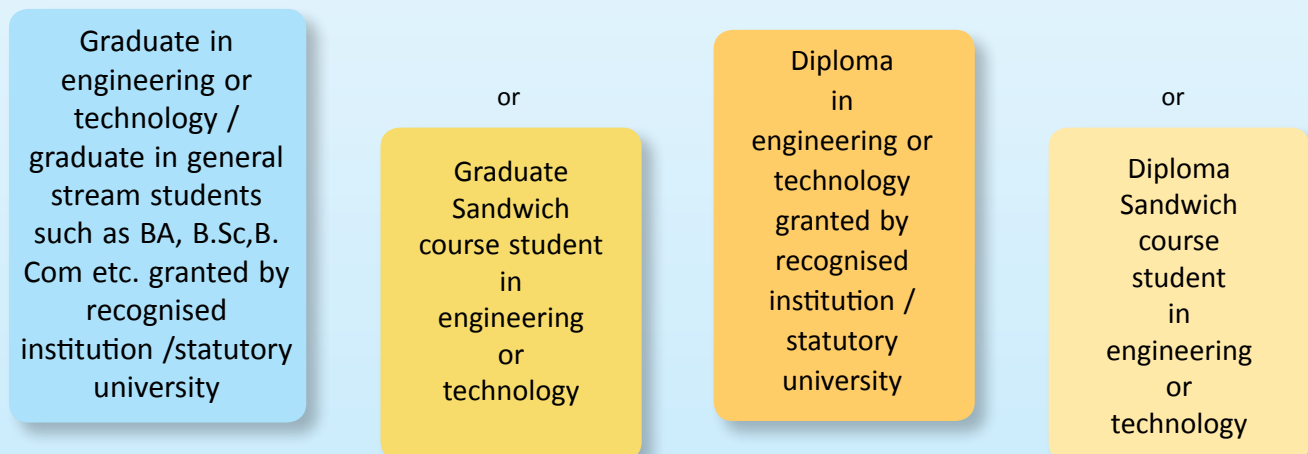 Graduate in
engineering or
technology /
graduate in general
stream students
such as BA, B.Sc,B.
Com etc. granted by
recognised
institution /statutory
university
or
Graduate
Sandwich
course student
in
engineering
or
technology
Diploma
in
engineering or
technology
granted by
recognised
institution /
statutory
university
or
Diploma
Sandwich
course
student
in
engineering
or
technology